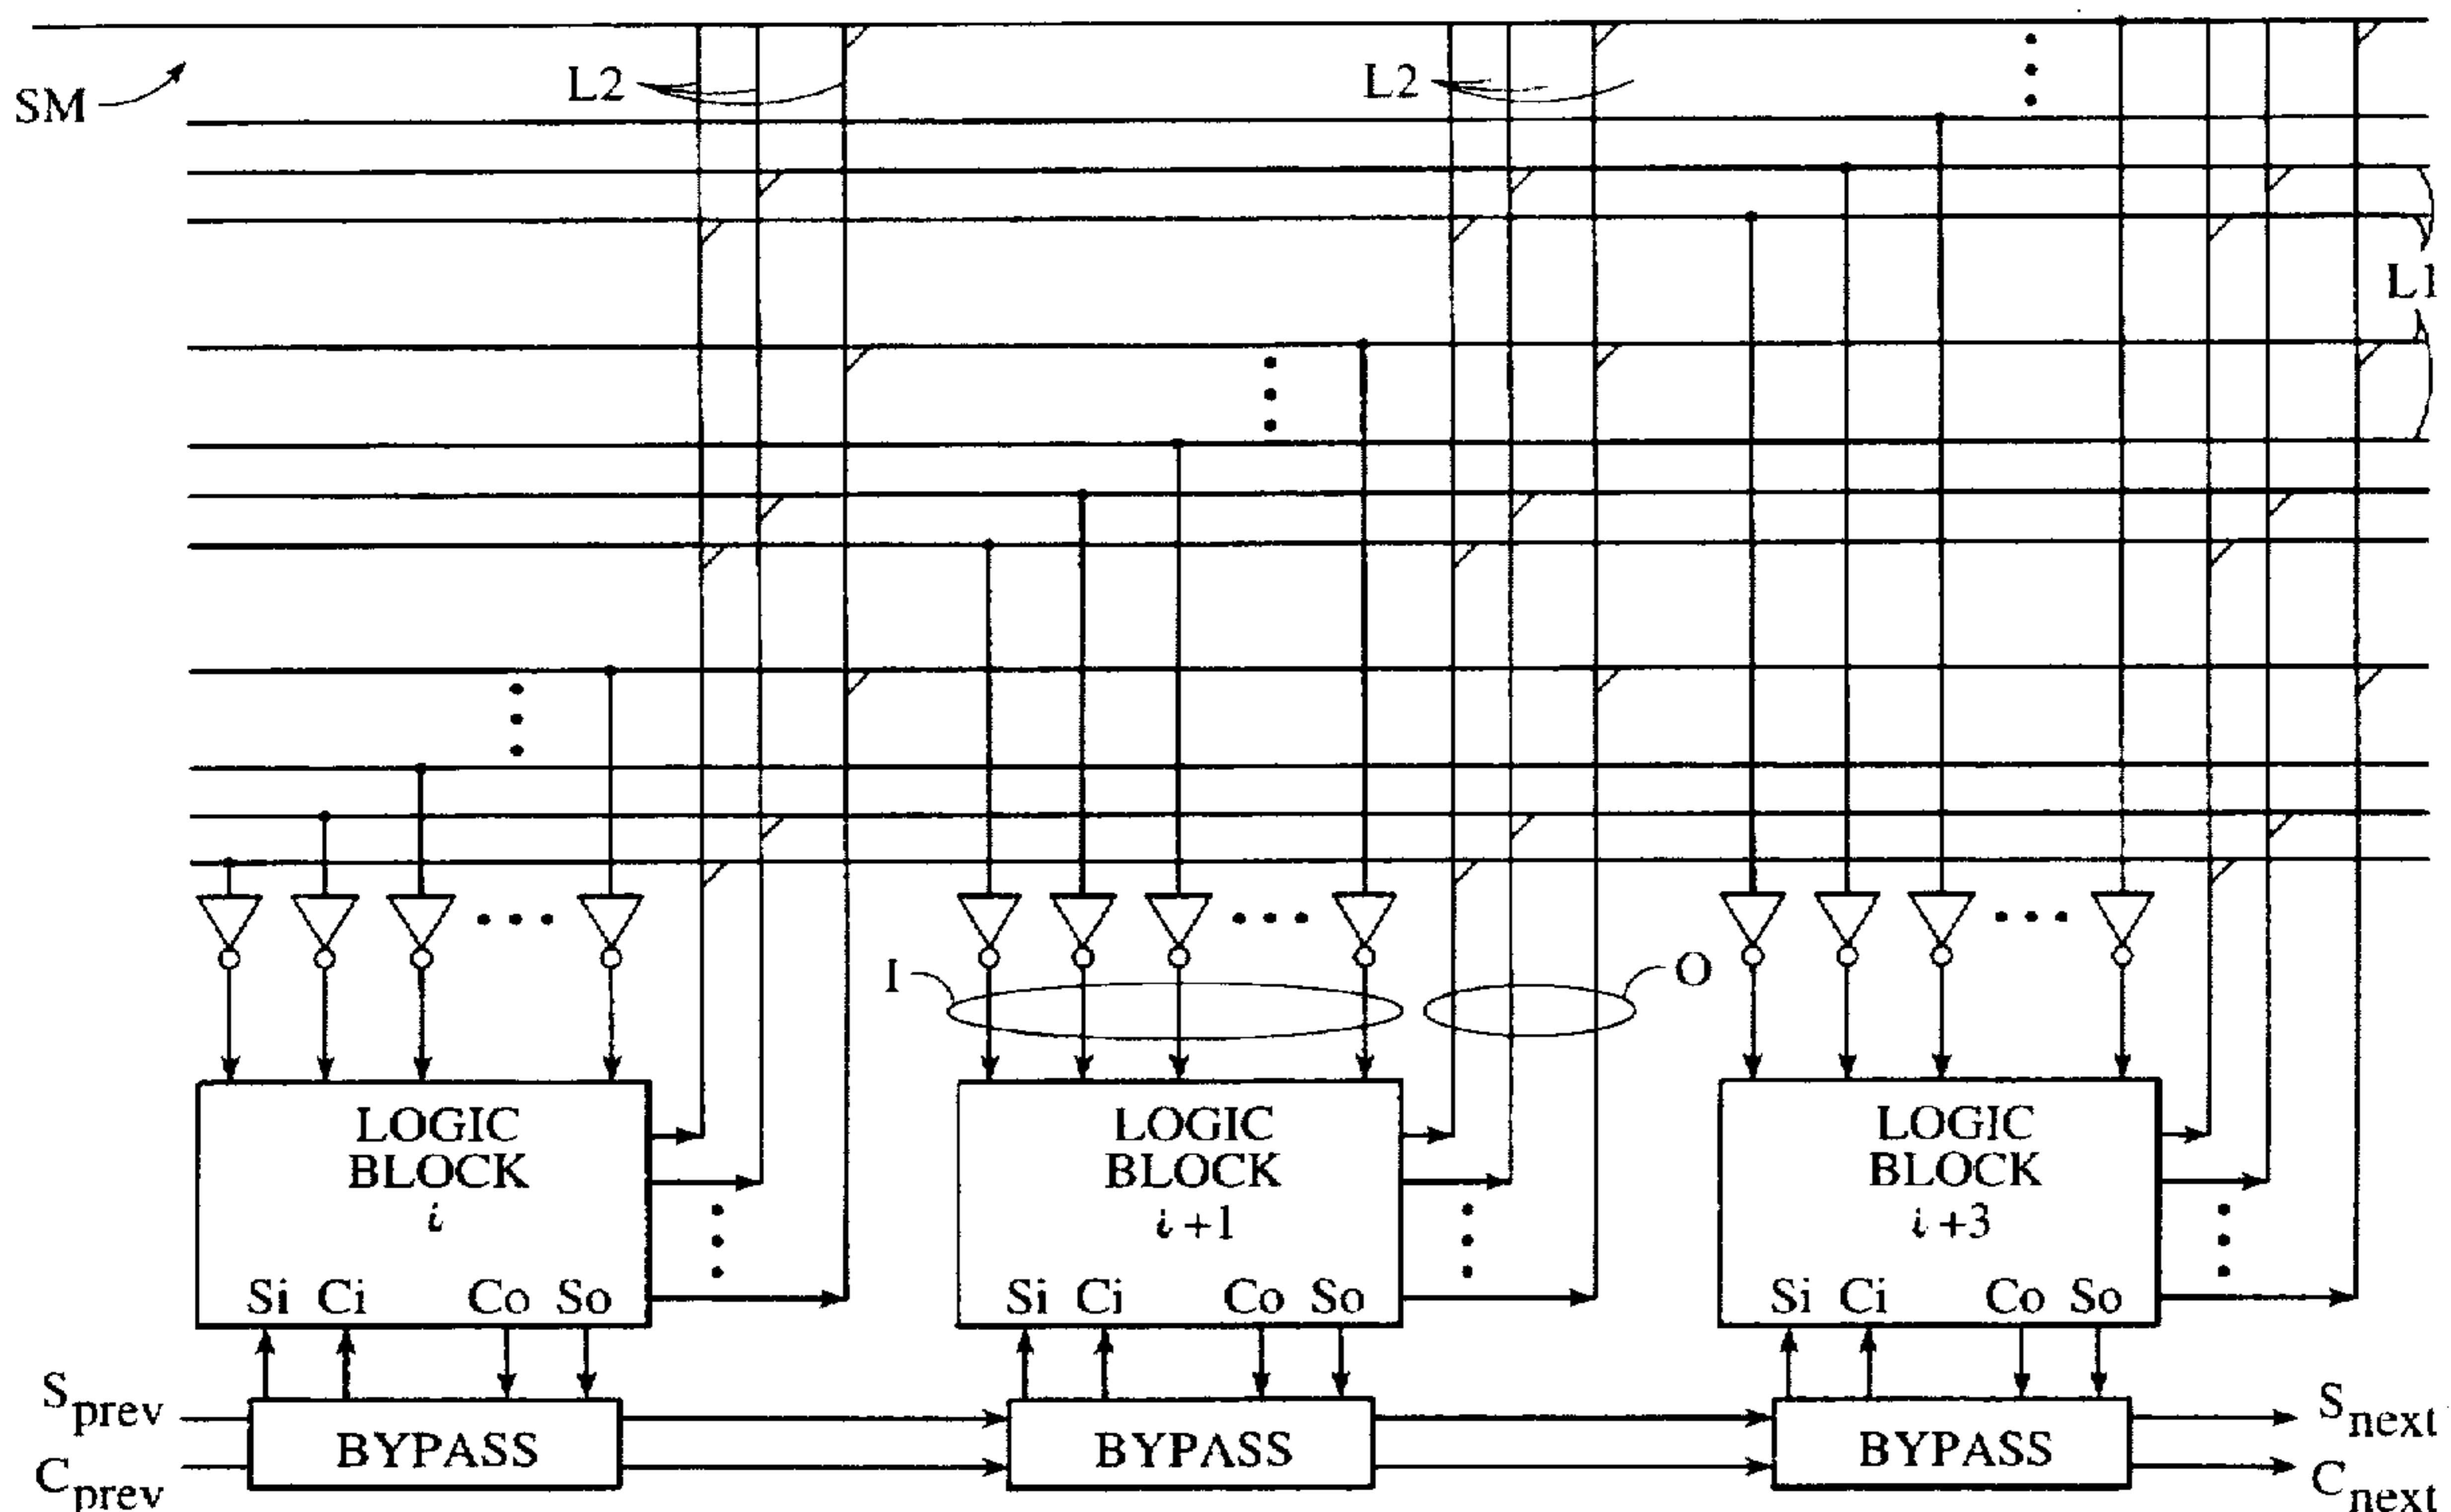 SM
L2
L2
L1
I
O
LOGIC
BLOCK
i
Si Ci Co So
LOGIC
BLOCK
i +1
Si Ci Co So
LOGIC
BLOCK
i +3
Si Ci Co So
Sprev
Cprev
BYPASS
BYPASS
BYPASS
Snext
Cnext